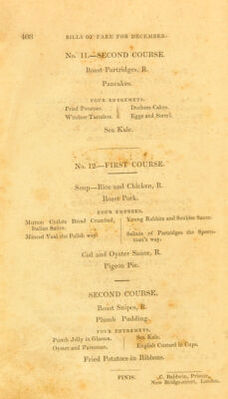 408 BILLS OF FARE FOR DECEMBER.
No. 11.—SECOND COURSE.
Roast Partridges, R.
Pancakes.
FOUR ENTREMETS.
Fried Potatoes. Duchess Cakes.
Windsor Tartelets. Eggs and Sorrel.
Sea Kale.
No. 12.—FIRST COURSE.
Soup—Rice and Chicken, R.
Roast Pork.
FOUR ENTREES.
Mutton Cutlets Bread Crumbed, Young Rabbits and Sauce.
Italian Sauce.
Minced Veal the Polish way. Salmis of Partridges the Sportsman's way.
Cod and Oyster Sauce, R.
Pigeon Pie.
SECOND COURSE.
Roast Snipes, R.
Plumb Pudding.
FOUR ENTREMETS.
Punch Jelly in Glasses. Sea Kale.
Oyster and Parmesan. English Custard in Cups.
Fried Potatoes in Ribbons.
FINIS.
C. Baldwin, Printer,
New Bridge-street, London.